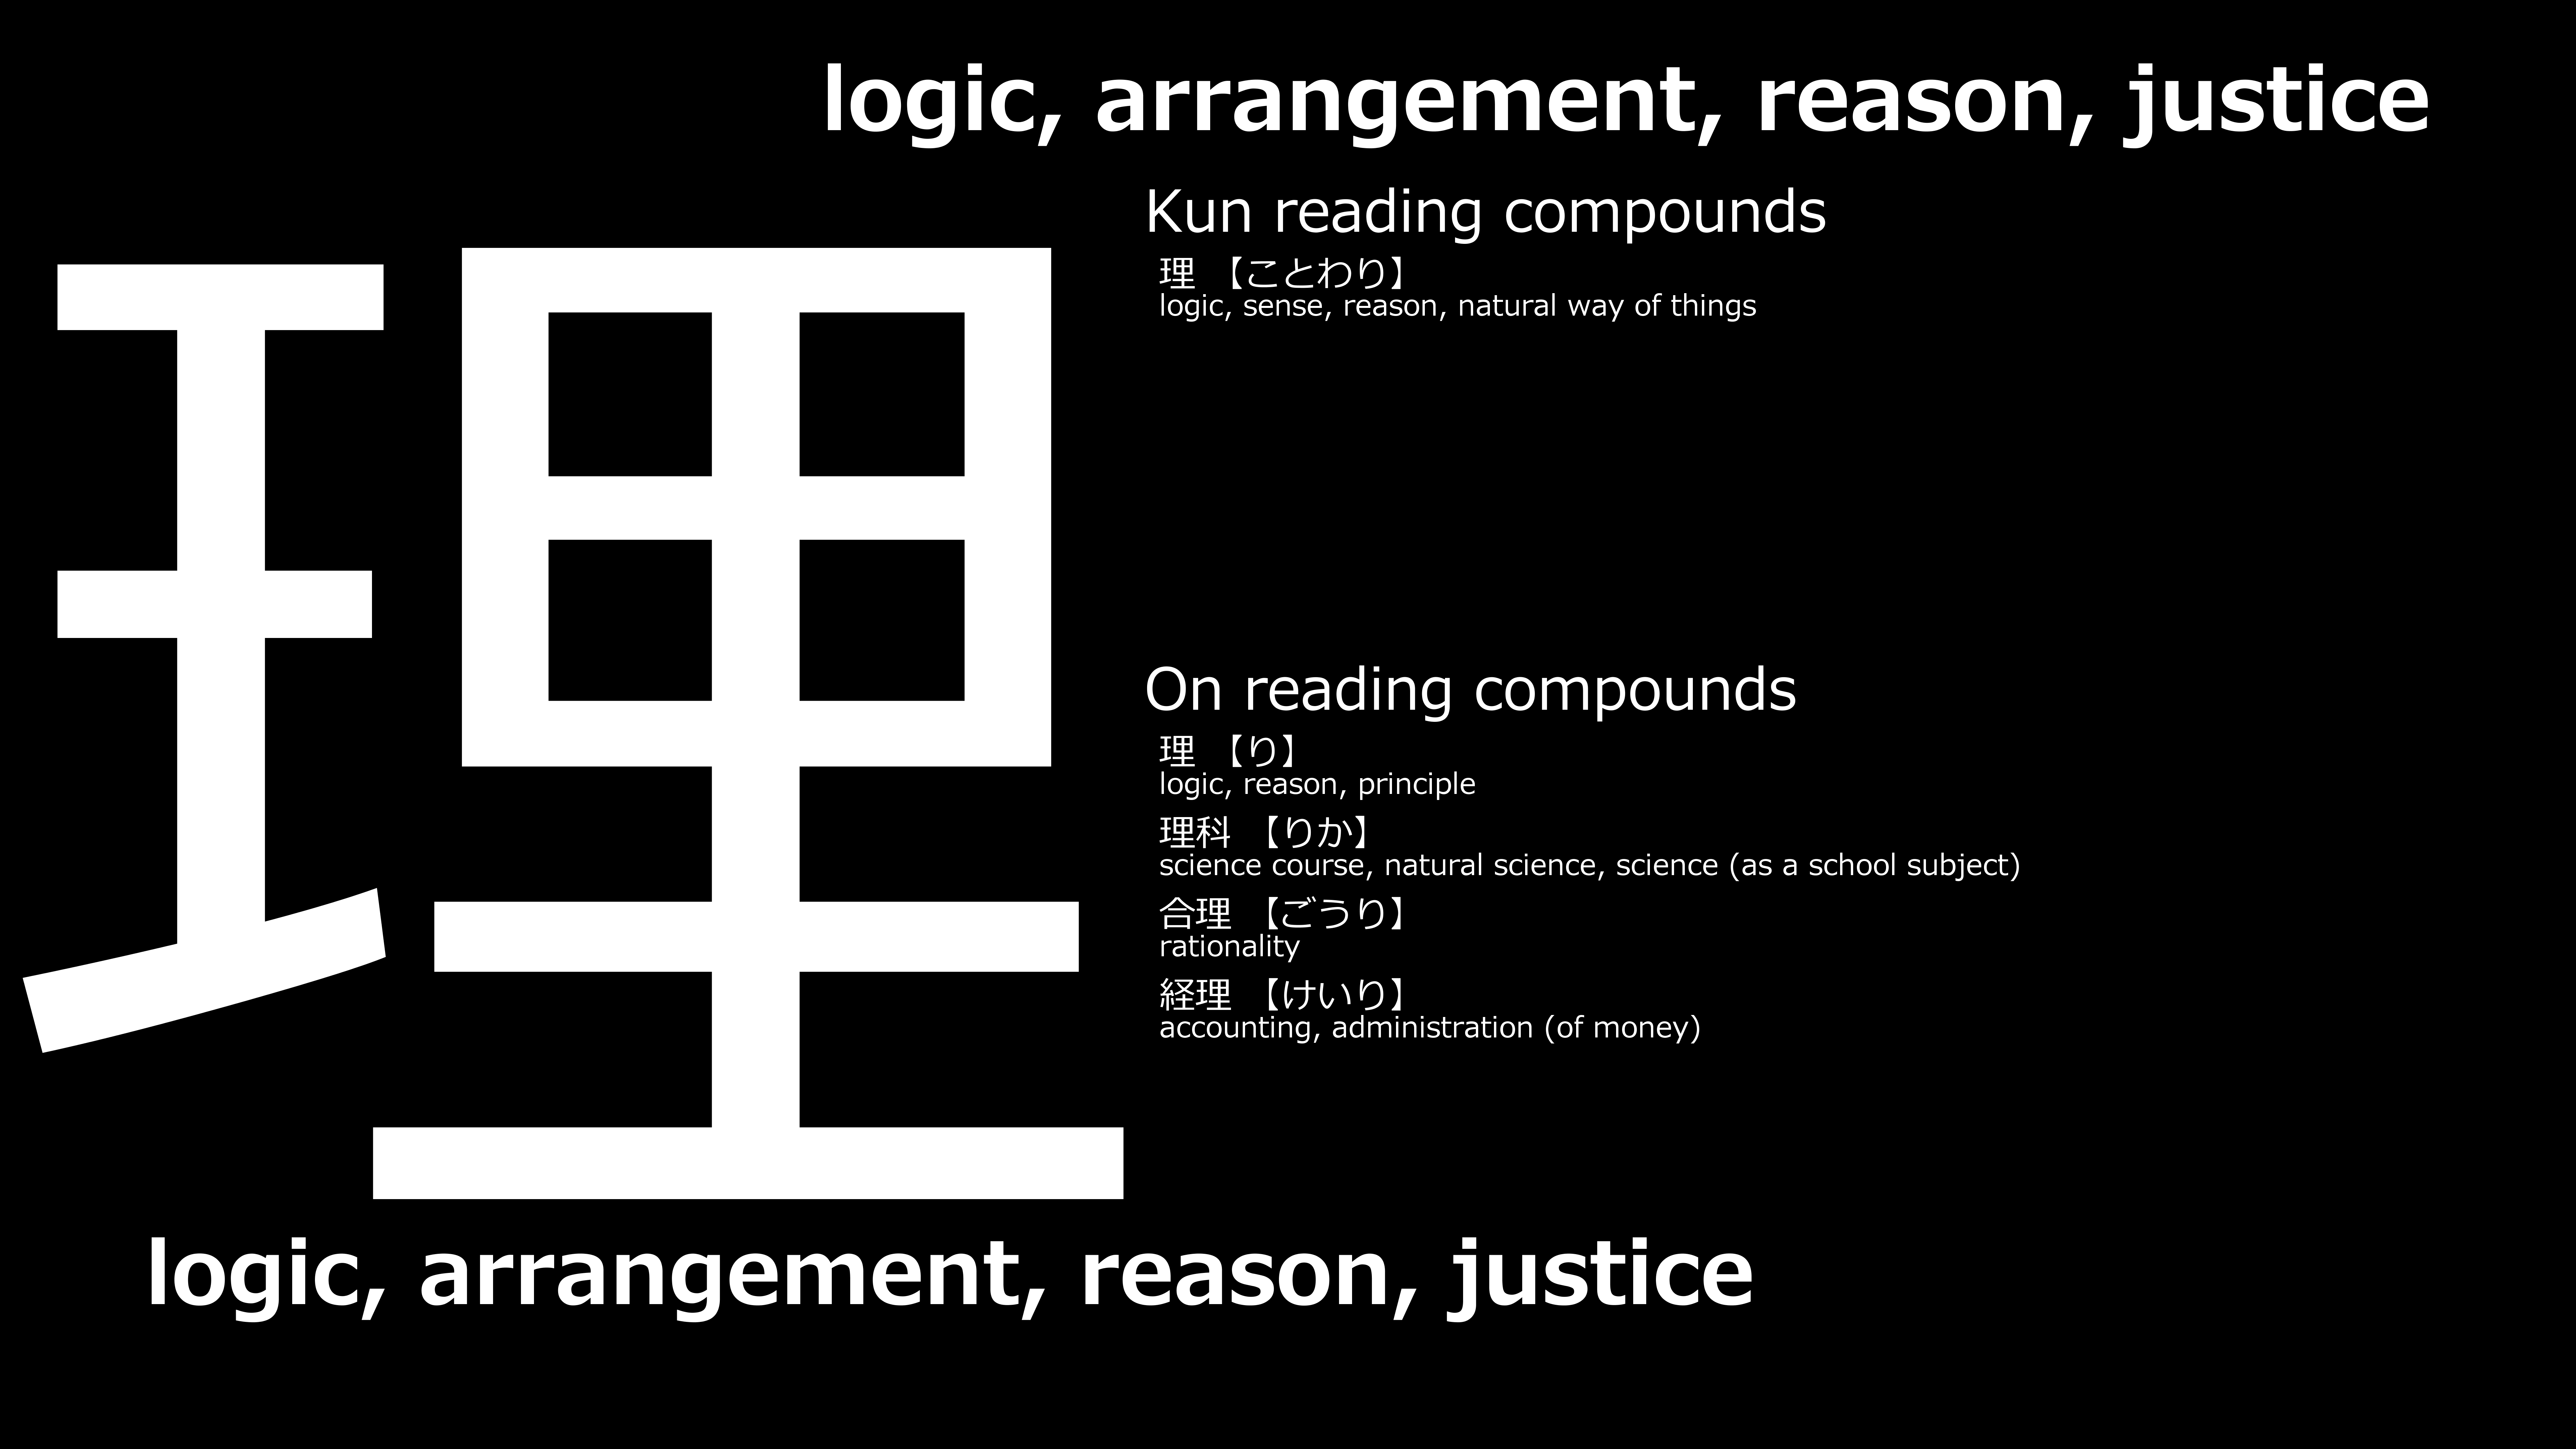 logic, arrangement, reason, justice
理
Kun reading compounds
理 【ことわり】
logic, sense, reason, natural way of things
On reading compounds
理 【り】
logic, reason, principle
理科 【りか】
science course, natural science, science (as a school subject)
合理 【ごうり】
rationality
経理 【けいり】
accounting, administration (of money)
logic, arrangement, reason, justice